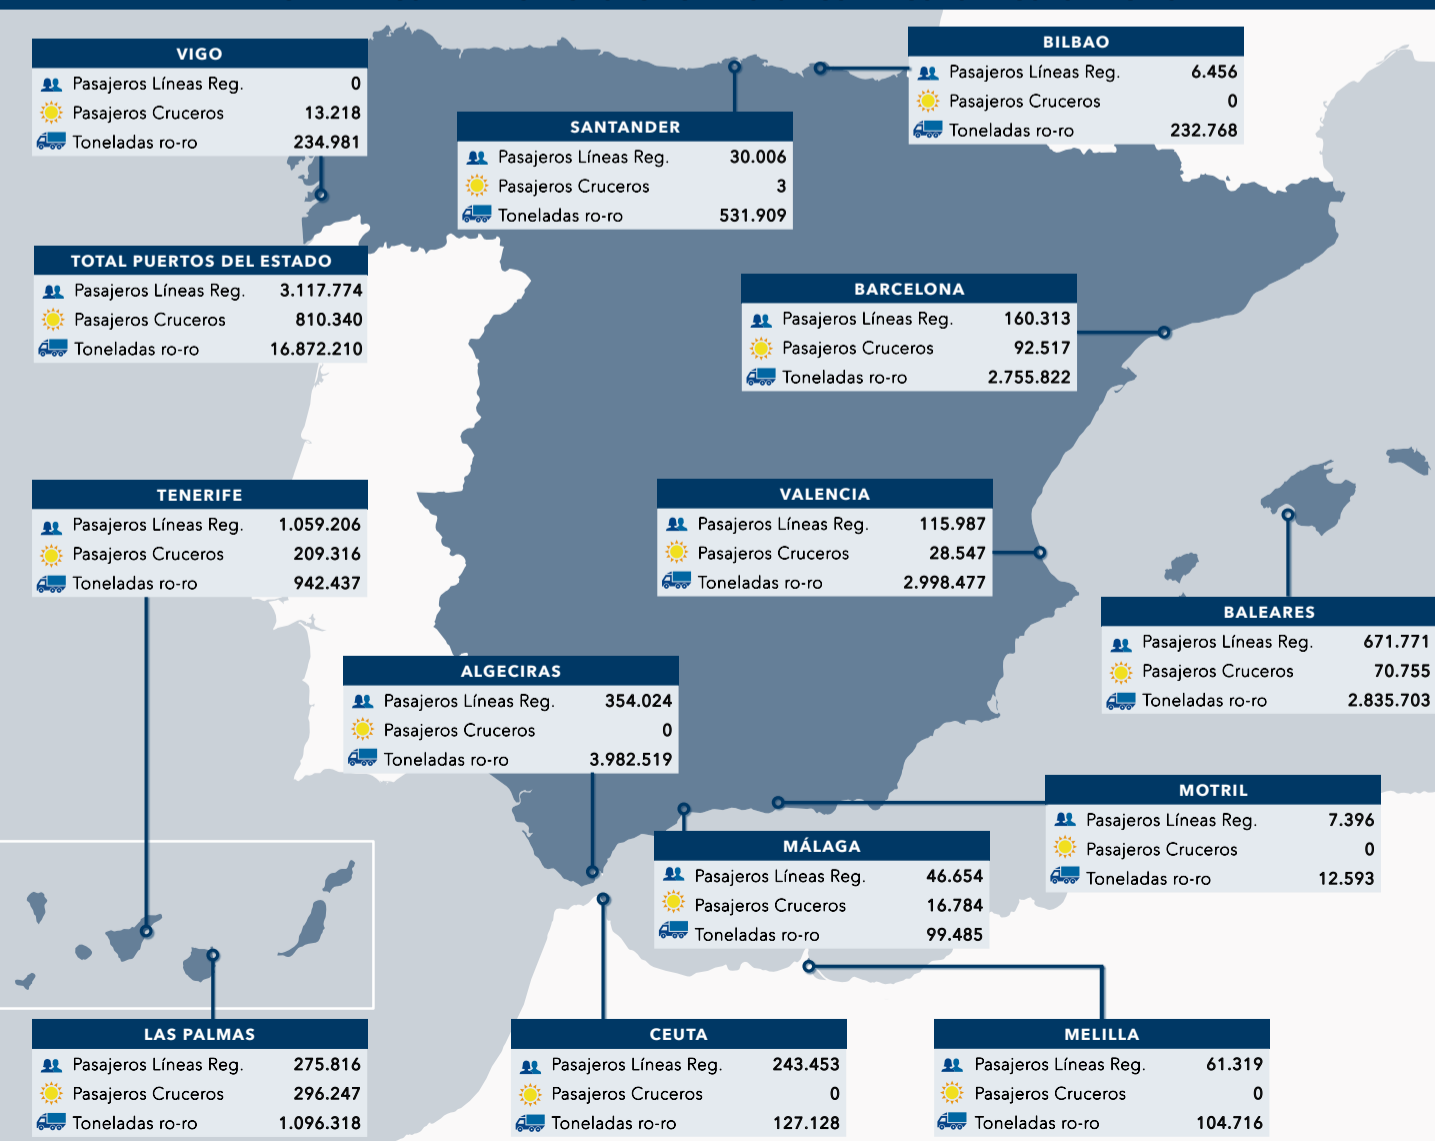 VIGO
Pasajeros Líneas Reg. 0
Pasajeros Cruceros 13.218
Toneladas ro-ro 234.981
BILBAO
Pasajeros Líneas Reg. 6.456
Pasajeros Cruceros 0
Toneladas ro-ro 232.768
SANTANDER
Pasajeros Líneas Reg. 30.006
Pasajeros Cruceros 3
Toneladas ro-ro 531.909
TOTAL PUERTOS DEL ESTADO
Pasajeros Líneas Reg. 3.117.774
Pasajeros Cruceros 810.340
Toneladas ro-ro 16.872.210
BARCELONA
Pasajeros Líneas Reg. 160.313
Pasajeros Cruceros 92.517
Toneladas ro-ro 2.755.822
TENERIFE
Pasajeros Líneas Reg. 1.059.206
Pasajeros Cruceros 209.316
Toneladas ro-ro 942.437
VALENCIA
Pasajeros Líneas Reg. 115.987
Pasajeros Cruceros 28.547
Toneladas ro-ro 2.998.477
BALEARES
Pasajeros Líneas Reg. 671.771
Pasajeros Cruceros 70.755
Toneladas ro-ro 2.835.703
ALGECIRAS
Pasajeros Líneas Reg. 354.024
Pasajeros Cruceros 0
Toneladas ro-ro 3.982.519
MOTRIL
Pasajeros Líneas Reg. 7.396
Pasajeros Cruceros 0
Toneladas ro-ro 12.593
MÁLAGA
Pasajeros Líneas Reg. 46.654
Pasajeros Cruceros 16.784
Toneladas ro-ro 99.485
LAS PALMAS
Pasajeros Líneas Reg. 275.816
Pasajeros Cruceros 296.247
Toneladas ro-ro 1.096.318
CEUTA
Pasajeros Líneas Reg. 243.453
Pasajeros Cruceros 0
Toneladas ro-ro 127.128
MELILLA
Pasajeros Líneas Reg. 61.319
Pasajeros Cruceros 0
Toneladas ro-ro 104.716